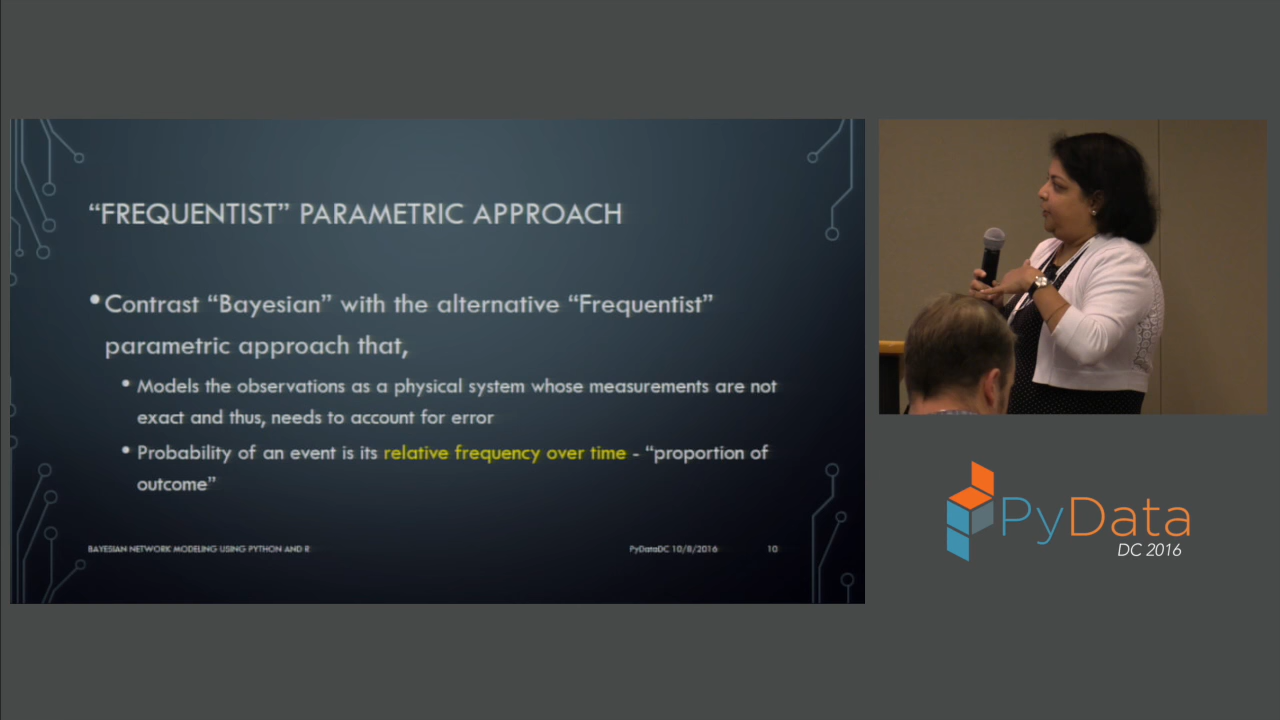 “FREQUENTIST” PARAMETRIC APPROACH
• Contrast “Bayesian” with the alternative “Frequentist”
parametric approach that,
• Models the observations as a physical system whose measurements are not
exact and thus, needs to account for error
• Probability of an event is its relative frequency over time - “proportion of
outcome”
BAYESIAN NETWORK MODELING USING PYTHON AND R
PyDataDC 10/8/2016
10
PyData
DC 2016